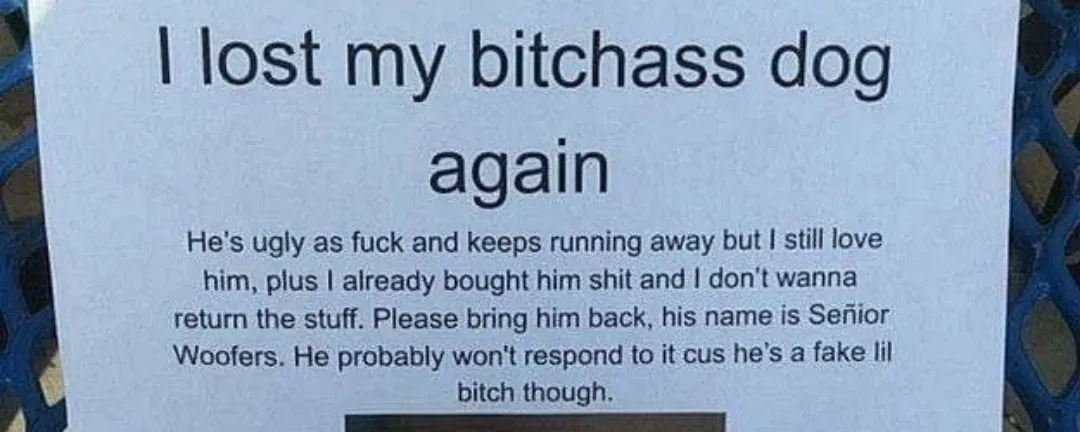 I lost my bitchass dog
again
He's ugly as fuck and keeps running away but I still love
him, plus I already bought him shit and I don't wanna
return the stuff. Please bring him back, his name is Señior
Woofers. He probably won't respond to it cus he's a fake lil
bitch though.